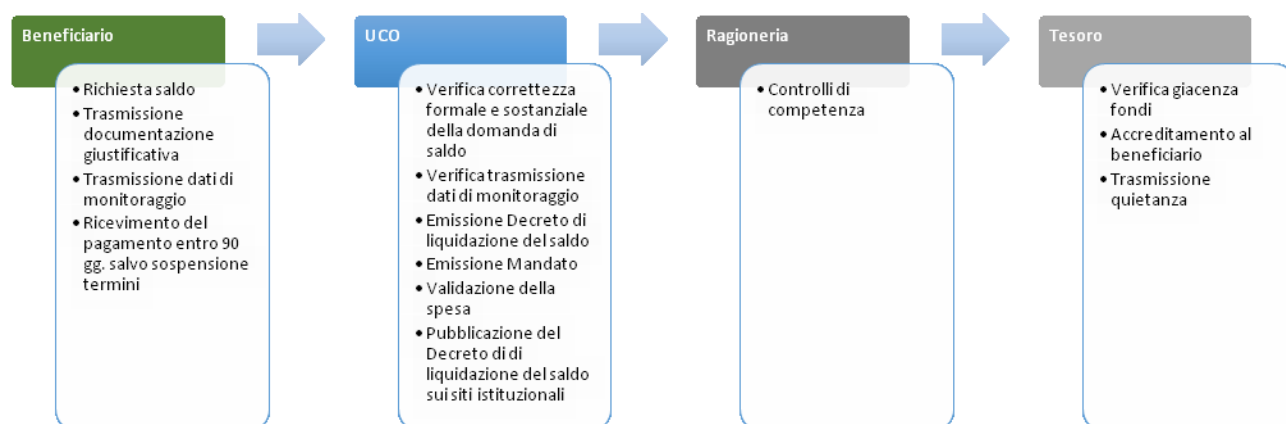 Beneficiario
• Richiesta saldo
• Trasmissione
documentazione
giustificativa
• Trasmissione dati di
monitoraggio
• Ricevimento del
pagamento entro 90
gg. salvo sospensione
termini
UCO
• Verifica correttezza
formale e sostanziale
della domanda di
saldo
• Verifica trasmissione
dati di monitoraggio
• Emissione Decreto di
liquidazione del saldo
• Emissione Mandato
• Validazione della
spesa
• Pubblicazione del
Decreto di di
liquidazione del saldo
sui siti istituzionali
Ragioneria
• Controlli di
competenza
Tesoro
• Verifica giacenza
fondi
• Accreditamento al
beneficiario
• Trasmissione
quietanza